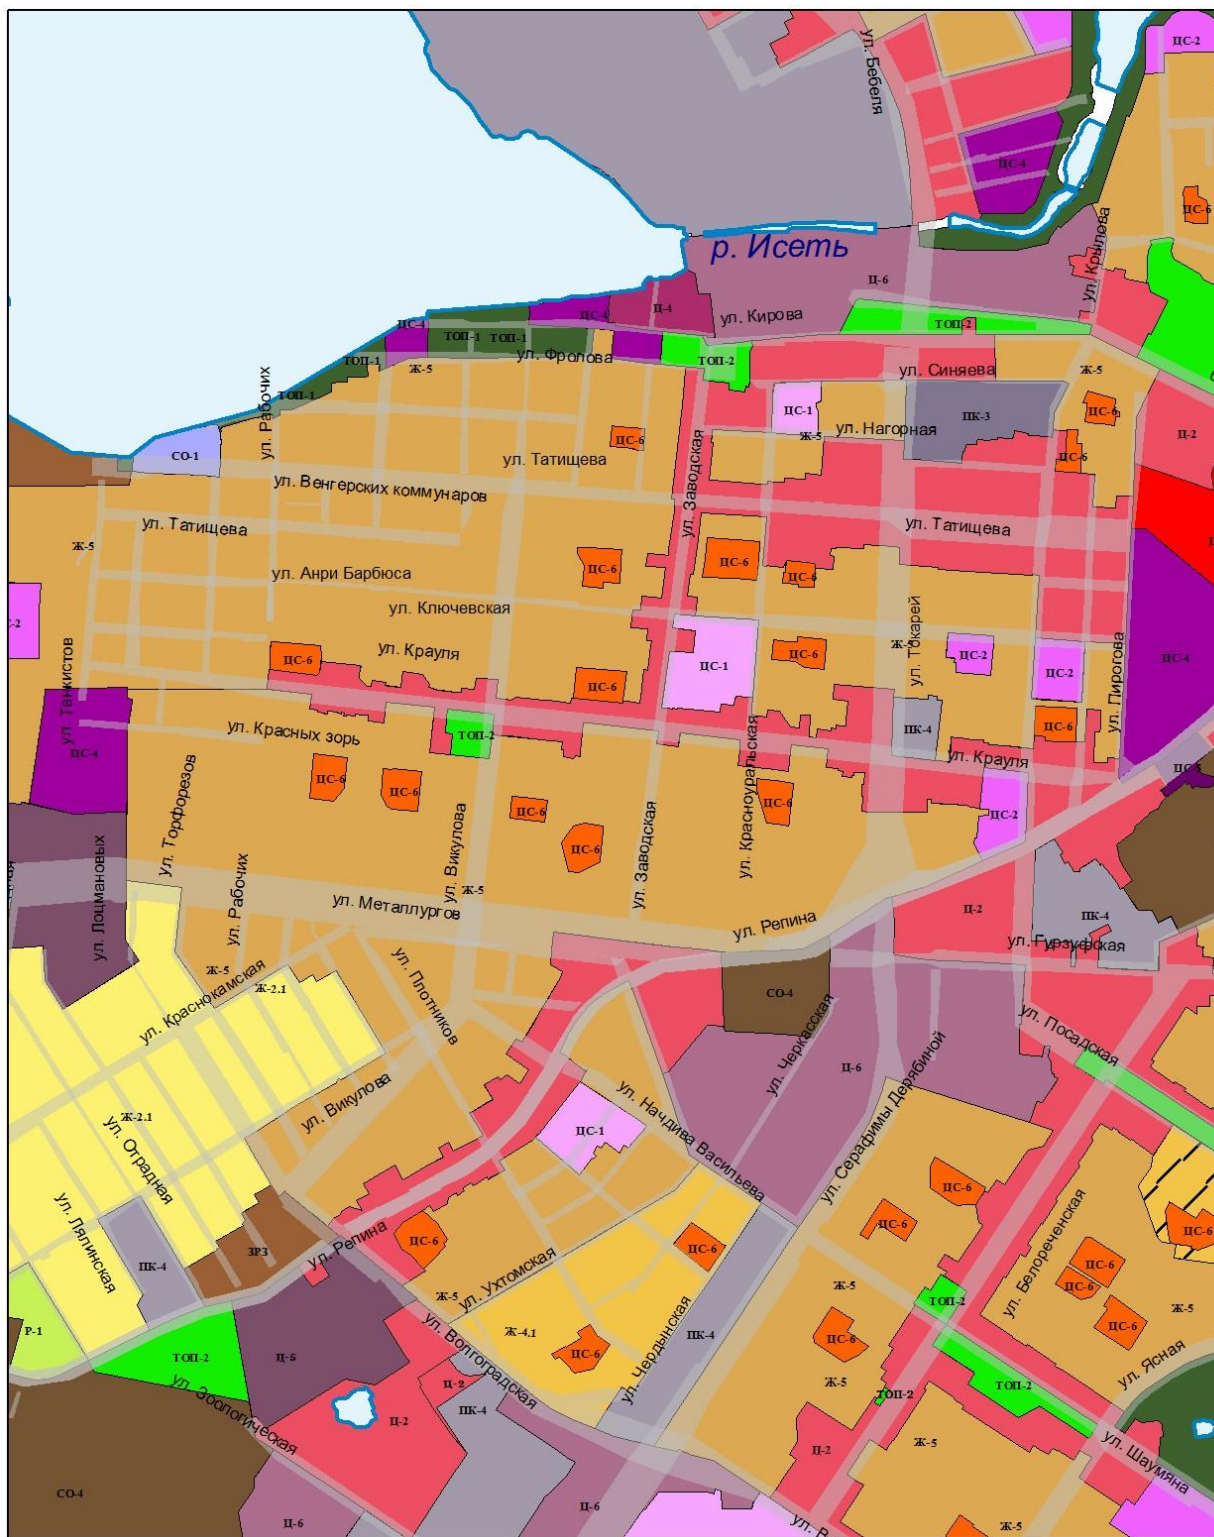 ЦС-2
ул. Бебеля
ЦС-4
ЦС-6
ул. Крылова
р. Исеть
Ц-6
ЦС-4
Ц-4
ул. Кирова
ТОП-2
ЦС-4
ТОП-1
ТОП-1
ТОП-1
ул. Фролова
ТОП-2
Ж-5
ул. Синяева
Ж-5
ТОП-1
ул. Рабочих
ЦС-1
ПК-3
ЦС-6
ЦС-6
Ж-5
ул. Нагорная
Ц-2
СО-1
ул. Татищева
ул. Заводская
ЦС-6
ул. Венгерских коммунаров
ул. Татищева
ул. Татищева
Ж-5
ЦС-6
ЦС-6
ЦС-6
ул. Анри Барбюса
ул. Ключевская
ул. Токарей
ул. Танкистов
ул. Крауля
ЦС-6
ЦС-6
ЦС-1
ЦС-6
Ж-5
ЦС-2
ЦС-2
ул. Пирогова
ЦС-4
ЦС-4
ул. Красных зорь
ТОП-2
ПК-4
ЦС-6
ул. Крауля
ЦС-5
ул. Торфорезов
ЦС-6
ЦС-6
ЦС-6
ЦС-6
ул. Викулова
ул. Заводская
ул. Красноуральская
ЦС-6
ЦС-2
ул. Лоцмановых
ул. Рабочих
ул. Металлургов
Ж-5
ул. Репина
Ц-2
ПК-4
ул. Гурзуфская
Ж-5
ул. Краснокамская
Ж-2.1
ул. Плотников
СО-4
ул. Черкасская
Ц-6
ул. Посадская
ул. Викулова
Ж-2.1
ул. Отрадная
ЦС-1
ул. Начдива Васильева
ул. Серафимы Дерябиной
ЦС-6
ЦС-6
ЦС-6
ул. Белореченская
ЦС-6
ЦС-6
ЦС-6
ул. Ляпинская
ПК-4
ЗРЗ
ул. Репина
ЦС-6
ЦС-6
ул. Ухтомская
Ж-5
Ж-5
ТОП-2
Ж-5
Р-1
ТОП-2
Ц-5
ул. Волгоградская
Ж-4.1
ЦС-6
ул. Чердынская
ПК-4
ЦС-6
ул. Ясная
ул. Зоологическая
Ц-2
Ц-2
ПК-4
Ж-5
ТОП-2
ТОП-2
Ц-2
Ж-5
ул. Шаумяна
СО-4
Ц-6
Ц-6
Ж-5
ЦС-6